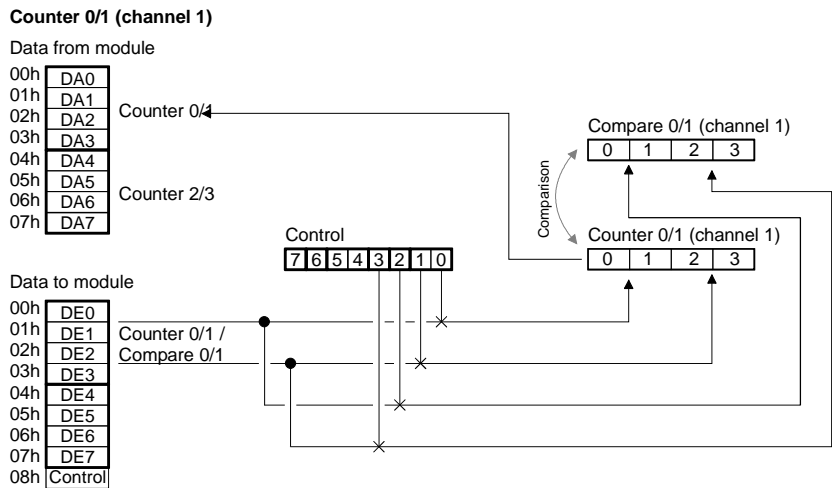 Counter 0/1 (channel 1)
Data from module
00h DA0
01h DA1
02h DA2
03h DA3
04h DA4
05h DA5
06h DA6
07h DA7
Counter 0/1
Counter 2/3
Compare 0/1 (channel 1)
0 1 2 3
Comparison
Counter 0/1 (channel 1)
0 1 2 3
Control
7 6 5 4 3 2 1 0
Data to module
00h DE0
01h DE1
02h DE2
03h DE3
04h DE4
05h DE5
06h DE6
07h DE7
08h Control
Counter 0/1 /
Compare 0/1